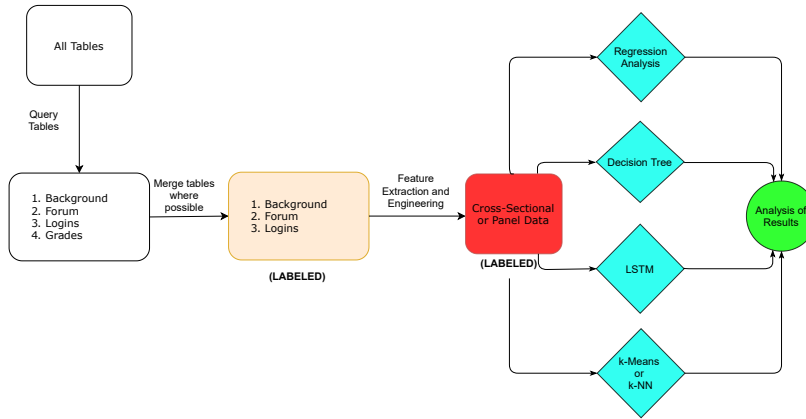 All Tables
Query
Tables
1. Background
2. Forum
3. Logins
4. Grades
Merge tables
where
possible
1. Background
2. Forum
3. Logins
(LABELED)
Feature
Extraction and
Engineering
Cross-Sectional
or Panel Data
(LABELED)
Regression
Analysis
Decision Tree
LSTM
k-Means
or
k-NN
Analysis of
Results